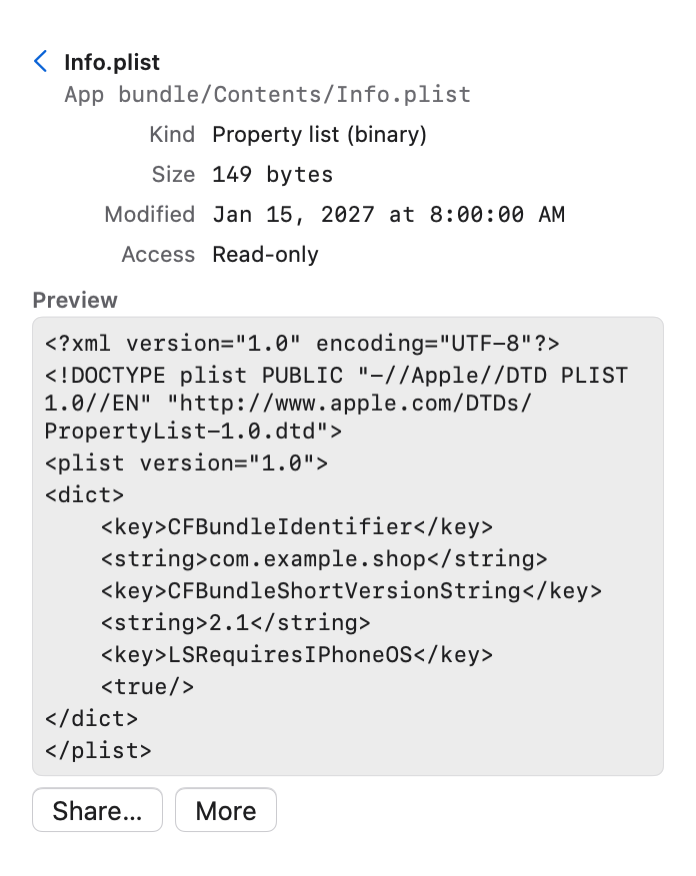 Info.plist
App bundle/Contents/Info.plist
Kind Property list (binary)
Size 149 bytes
Modified Jan 15, 2027 at 8:00:00 AM
Access Read-only
Preview
<?xml version="1.0" encoding="UTF-8"?>
<!DOCTYPE plist PUBLIC "-//Apple//DTD PLIST
1.0//EN" "http://www.apple.com/DTDs/
PropertyList-1.0.dtd">
<plist version="1.0">
<dict>
    <key>CFBundleIdentifier</key>
    <string>com.example.shop</string>
    <key>CFBundleShortVersionString</key>
    <string>2.1</string>
    <key>LSRequiresIPhoneOS</key>
    <true/>
</dict>
</plist>
Share...
More